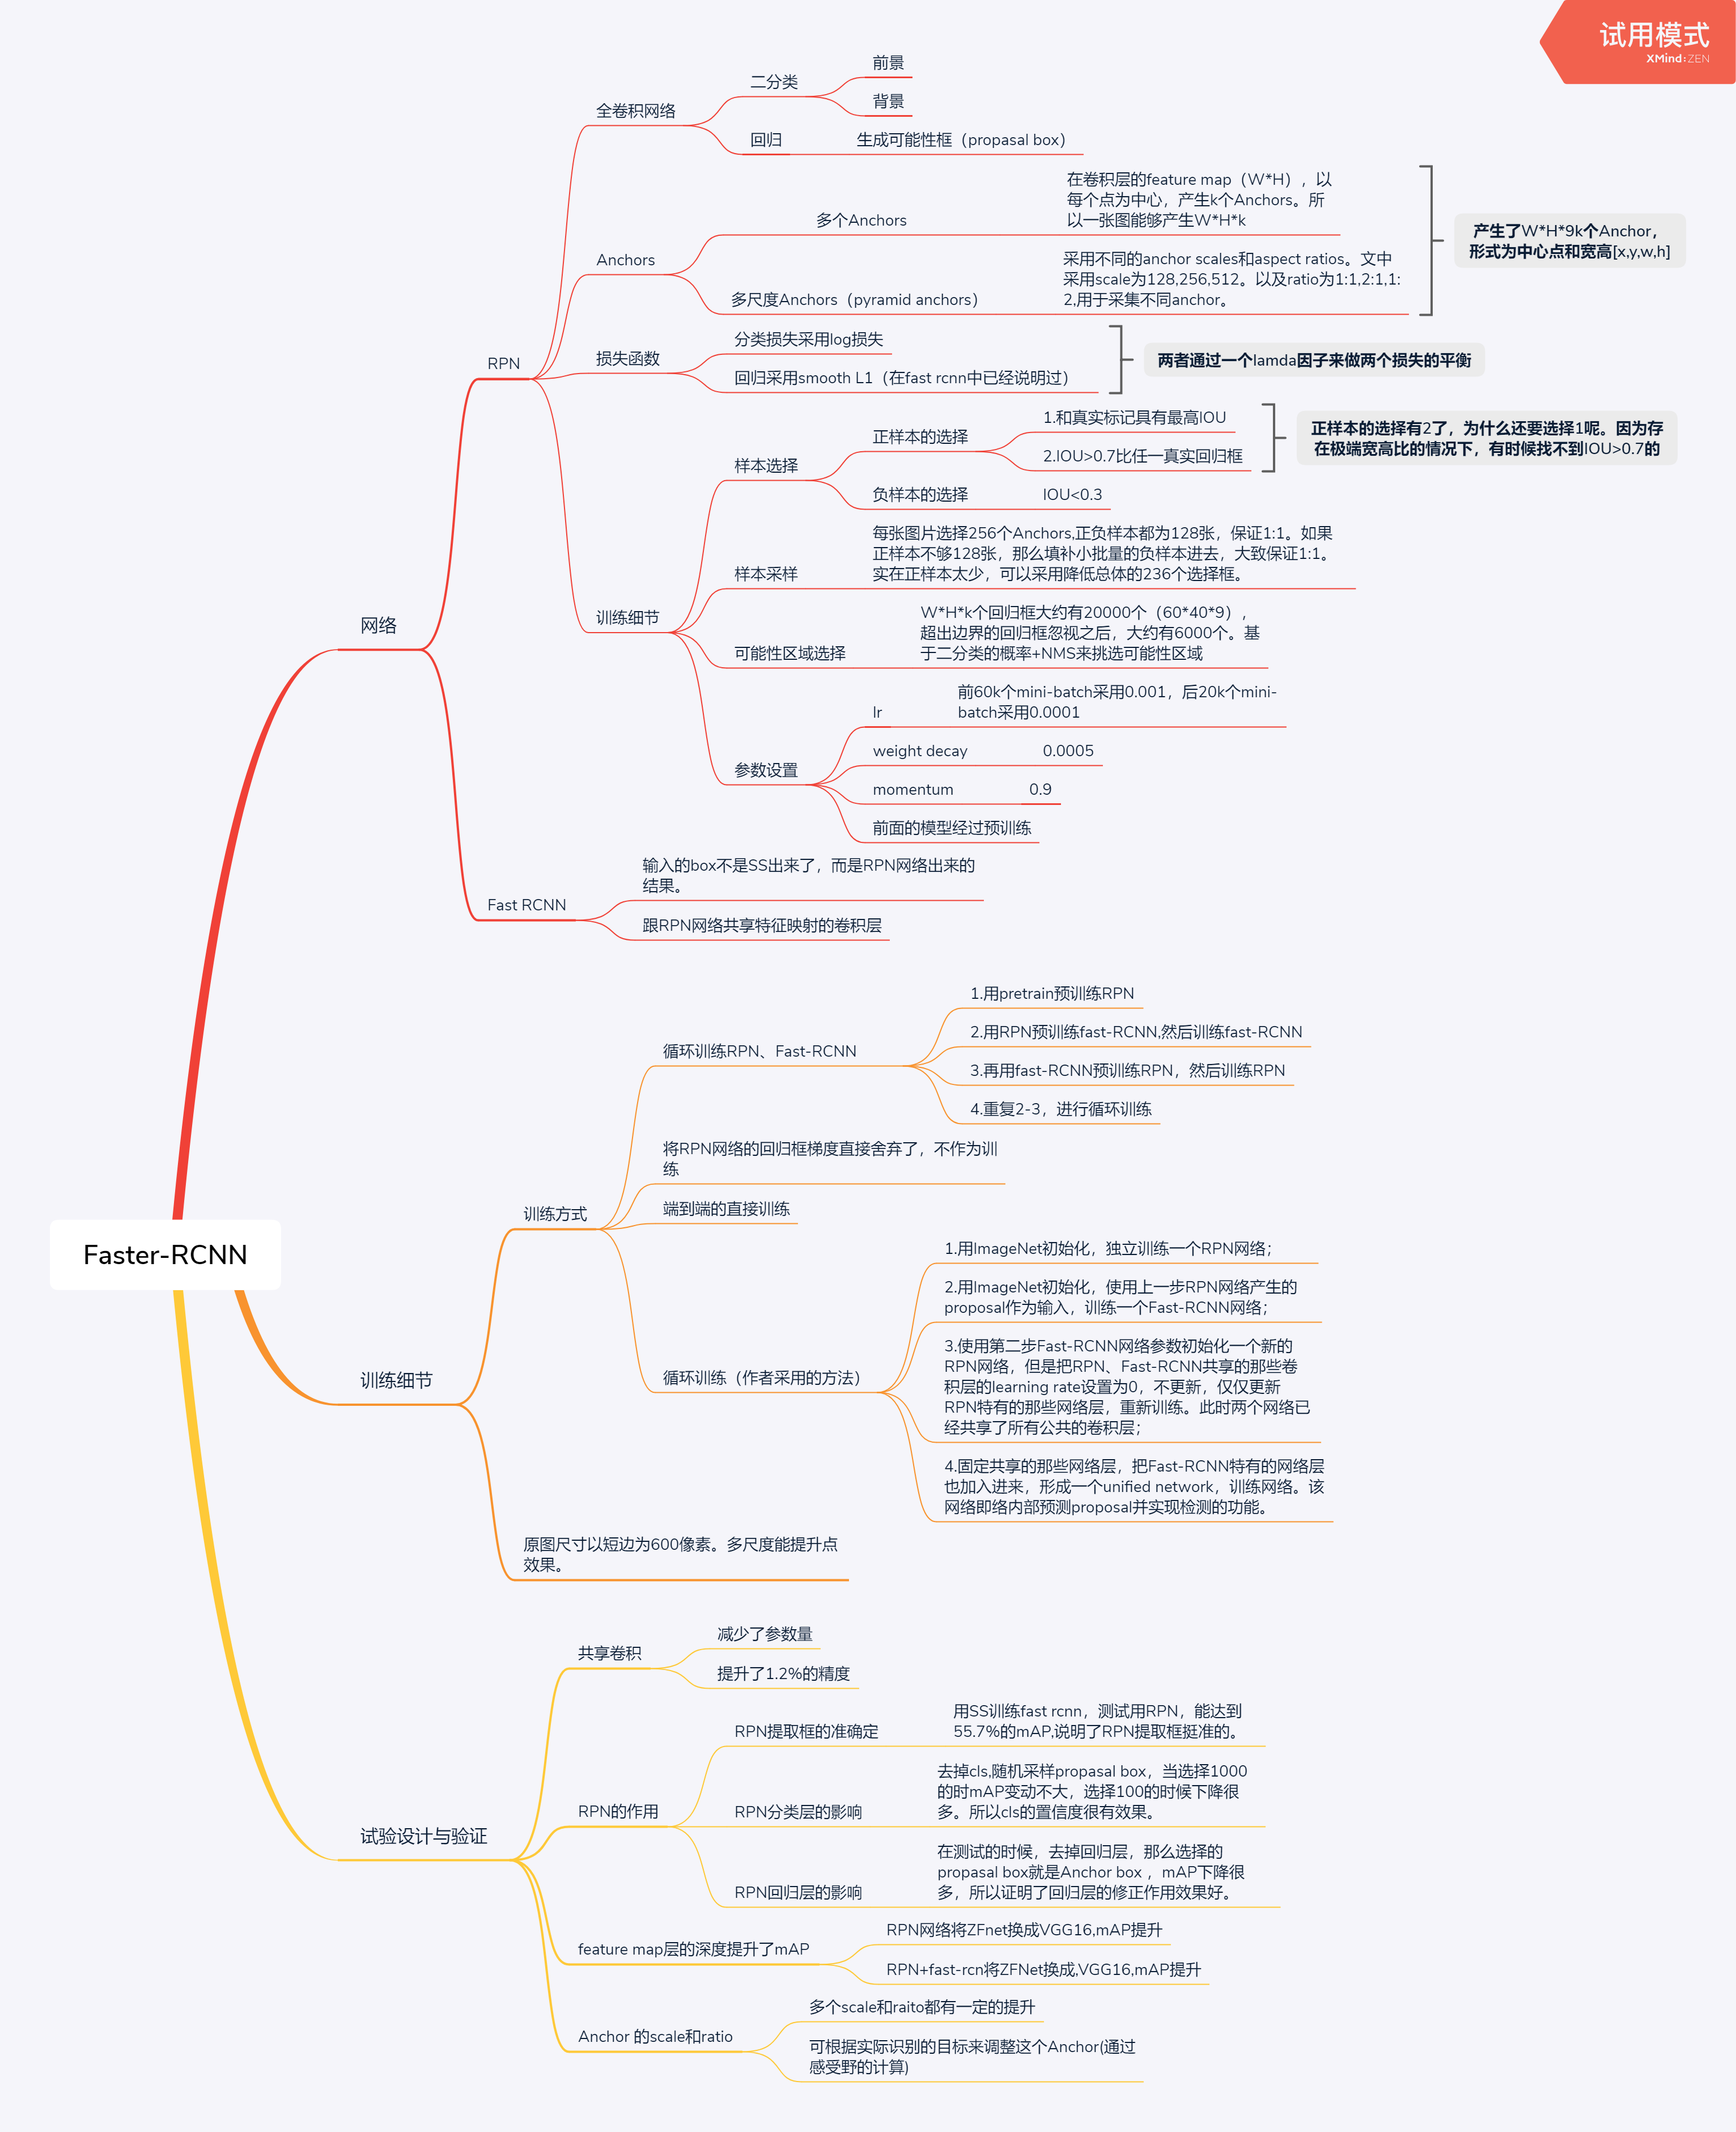 试用模式
XMind:ZEN
Faster-RCNN
网络
RPN
全卷积网络
二分类
前景
背景
回归
生成可能性框（propasal box）
Anchors
多个Anchors
在卷积层的feature map（W*H），以
每个点为中心，产生k个Anchors。所
以一张图能够产生W*H*k
多尺度Anchors（pyramid anchors）
采用不同的anchor scales和aspect ratios。文中
采用scale为128,256,512。以及ratio为1:1,2:1,1:
2,用于采集不同anchor。
产生了W*H*9k个Anchor，
形式为中心点和宽高[x,y,w,h]
损失函数
分类损失采用log损失
回归采用smooth L1（在fast rcnn中已经说明过）
两者通过一个lamda因子来做两个损失的平衡
训练细节
样本选择
正样本的选择
1.和真实标记具有最高IOU
2.IOU>0.7比任一真实回归框
正样本的选择有2了，为什么还要选择1呢。因为存
在极端宽高比的情况下，有时候找不到IOU>0.7的
负样本的选择
IOU<0.3
样本采样
每张图片选择256个Anchors,正负样本都为128张，保证1:1。如果
正样本不够128张，那么填补小批量的负样本进去，大致保证1:1。
实在正样本太少，可以采用降低总体的236个选择框。
可能性区域选择
W*H*k个回归框大约有20000个（60*40*9），
超出边界的回归框忽视之后，大约有6000个。基
于二分类的概率+NMS来挑选可能性区域
参数设置
lr
前60k个mini-batch采用0.001，后20k个mini-
batch采用0.0001
weight decay
0.0005
momentum
0.9
前面的模型经过预训练
Fast RCNN
输入的box不是SS出来了，而是RPN网络出来的
结果。
跟RPN网络共享特征映射的卷积层
训练细节
训练方式
循环训练RPN、Fast-RCNN
1.用pretrain预训练RPN
2.用RPN预训练fast-RCNN,然后训练fast-RCNN
3.再用fast-RCNN预训练RPN，然后训练RPN
4.重复2-3，进行循环训练
将RPN网络的回归框梯度直接舍弃了，不作为训
练
端到端的直接训练
循环训练（作者采用的方法）
1.用ImageNet初始化，独立训练一个RPN网络；
2.用ImageNet初始化，使用上一步RPN网络产生的
proposal作为输入，训练一个Fast-RCNN网络；
3.使用第二步Fast-RCNN网络参数初始化一个新的
RPN网络，但是把RPN、Fast-RCNN共享的那些卷
积层的learning rate设置为0，不更新，仅仅更新
RPN特有的那些网络层，重新训练。此时两个网络已
经共享了所有公共的卷积层；
4.固定共享的那些网络层，把Fast-RCNN特有的网络层
也加入进来，形成一个unified network，训练网络。该
网络即络内部预测proposal并实现检测的功能。
原图尺寸以短边为600像素。多尺度能提升点
效果。
试验设计与验证
共享卷积
减少了参数量
提升了1.2%的精度
RPN的作用
RPN提取框的准确定
用SS训练fast rcnn，测试用RPN，能达到
55.7%的mAP,说明了RPN提取框挺准的。
RPN分类层的影响
去掉cls,随机采样propasal box，当选择1000
的时mAP变动不大，选择100的时候下降很
多。所以cls的置信度很有效果。
RPN回归层的影响
在测试的时候，去掉回归层，那么选择的
propasal box就是Anchor box ，mAP下降很
多，所以证明了回归层的修正作用效果好。
feature map层的深度提升了mAP
RPN网络将ZFnet换成VGG16,mAP提升
RPN+fast-rcn将ZFNet换成,VGG16,mAP提升
Anchor 的scale和ratio
多个scale和raito都有一定的提升
可根据实际识别的目标来调整这个Anchor(通过
感受野的计算)